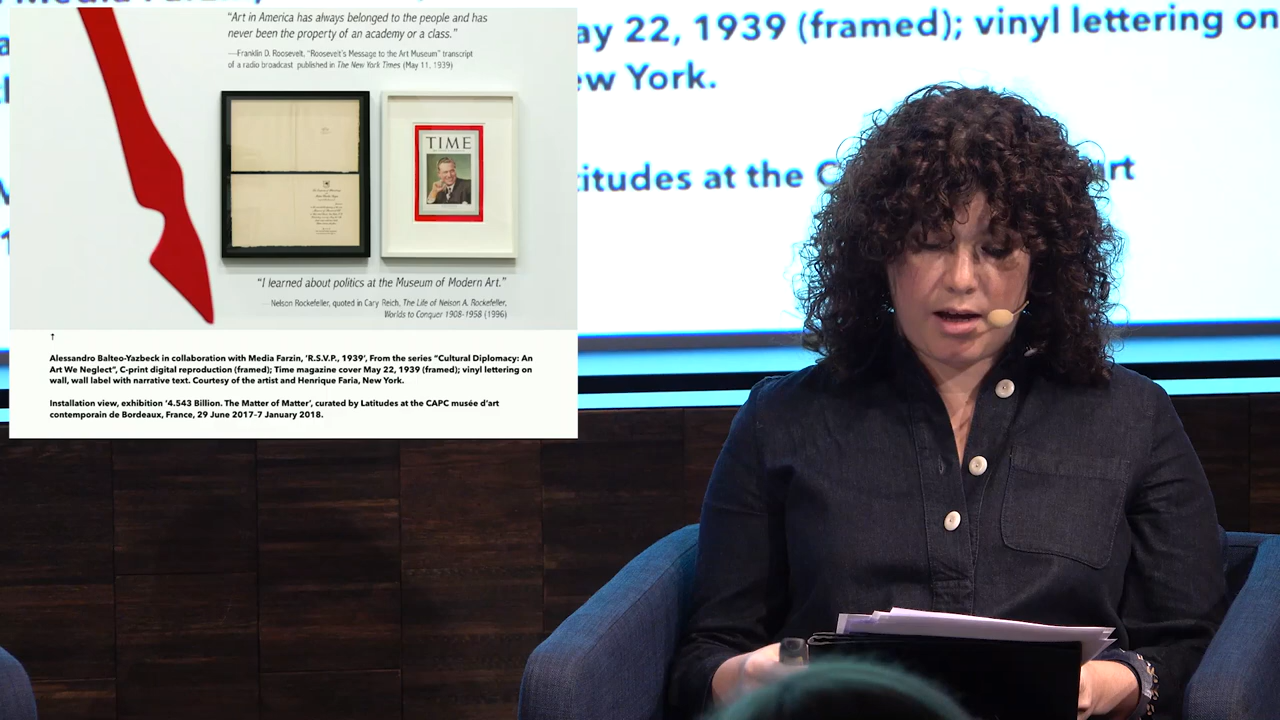 "Art in America has always belonged to the people and has
never been the property of an academy or a class."
—Franklin D. Roosevelt, "Roosevelt's Message to the Art Museum" transcript
of a radio broadcast published in The New York Times (May 11, 1939)
TIME
"I learned about politics at the Museum of Modern Art."
—Nelson Rockefeller, quoted in Cary Reich, The Life of Nelson A. Rockefeller,
Worlds to Conquer 1908-1958 (1996)
↑
Alessandro Balteo-Yazbeck in collaboration with Media Farzin, 'R.S.V.P., 1939', From the series "Cultural Diplomacy: An
Art We Neglect", C-print digital reproduction (framed); Time magazine cover May 22, 1939 (framed); vinyl lettering on
wall, wall label with narrative text. Courtesy of the artist and Henrique Faria, New York.
Installation view, exhibition '4.543 Billion. The Matter of Matter', curated by Latitudes at the CAPC musée d'art
contemporain de Bordeaux, France, 29 June 2017–7 January 2018.
ay 22, 1939 (framed); vinyl lettering on
ew York.
titudes at the C
art